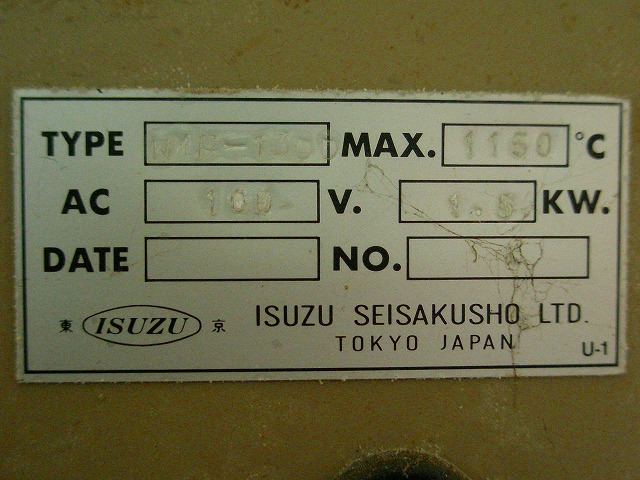 TYPE MAX. 1150 °C
AC 100 V. 1.5 KW.
DATE NO.
東 ISUZU 京 ISUZU SEISAKUSHO LTD.
TOKYO JAPAN
U-1